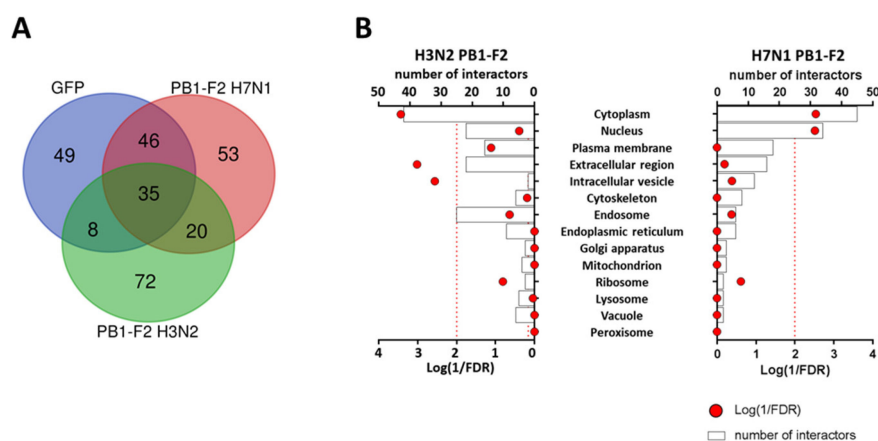 A
GFP
PB1-F2 H7N1
49
46
53
35
8
20
72
PB1-F2 H3N2
B
H3N2 PB1-F2
number of interactors
50 40 30 20 10 0
H7N1 PB1-F2
number of interactors
0 10 20 30 40 50
Cytoplasm
Nucleus
Plasma membrane
Extracellular region
Intracellular vesicle
Cytoskeleton
Endosome
Endoplasmic reticulum
Golgi apparatus
Mitochondrion
Ribosome
Lysosome
Vacuole
Peroxisome
4 3 2 1 0
Log(1/FDR)
0 1 2 3 4
Log(1/FDR)
Log(1/FDR)
number of interactors